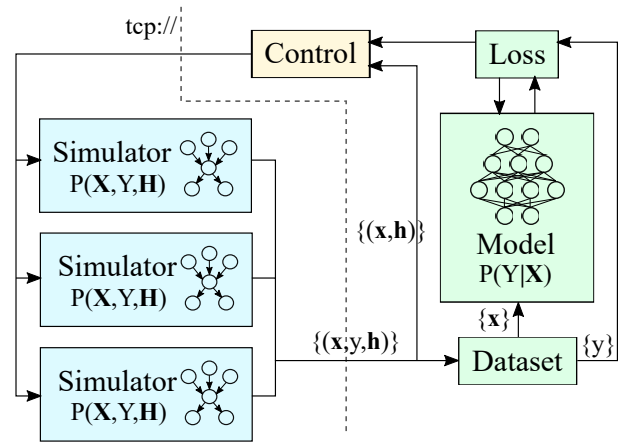 tcp://
Control
Loss
Simulator
P(X,Y,H)
Simulator
P(X,Y,H)
Simulator
P(X,Y,H)
{(x,h)}
Model
P(Y|X)
{x}
{(x,y,h)}
Dataset
{y}